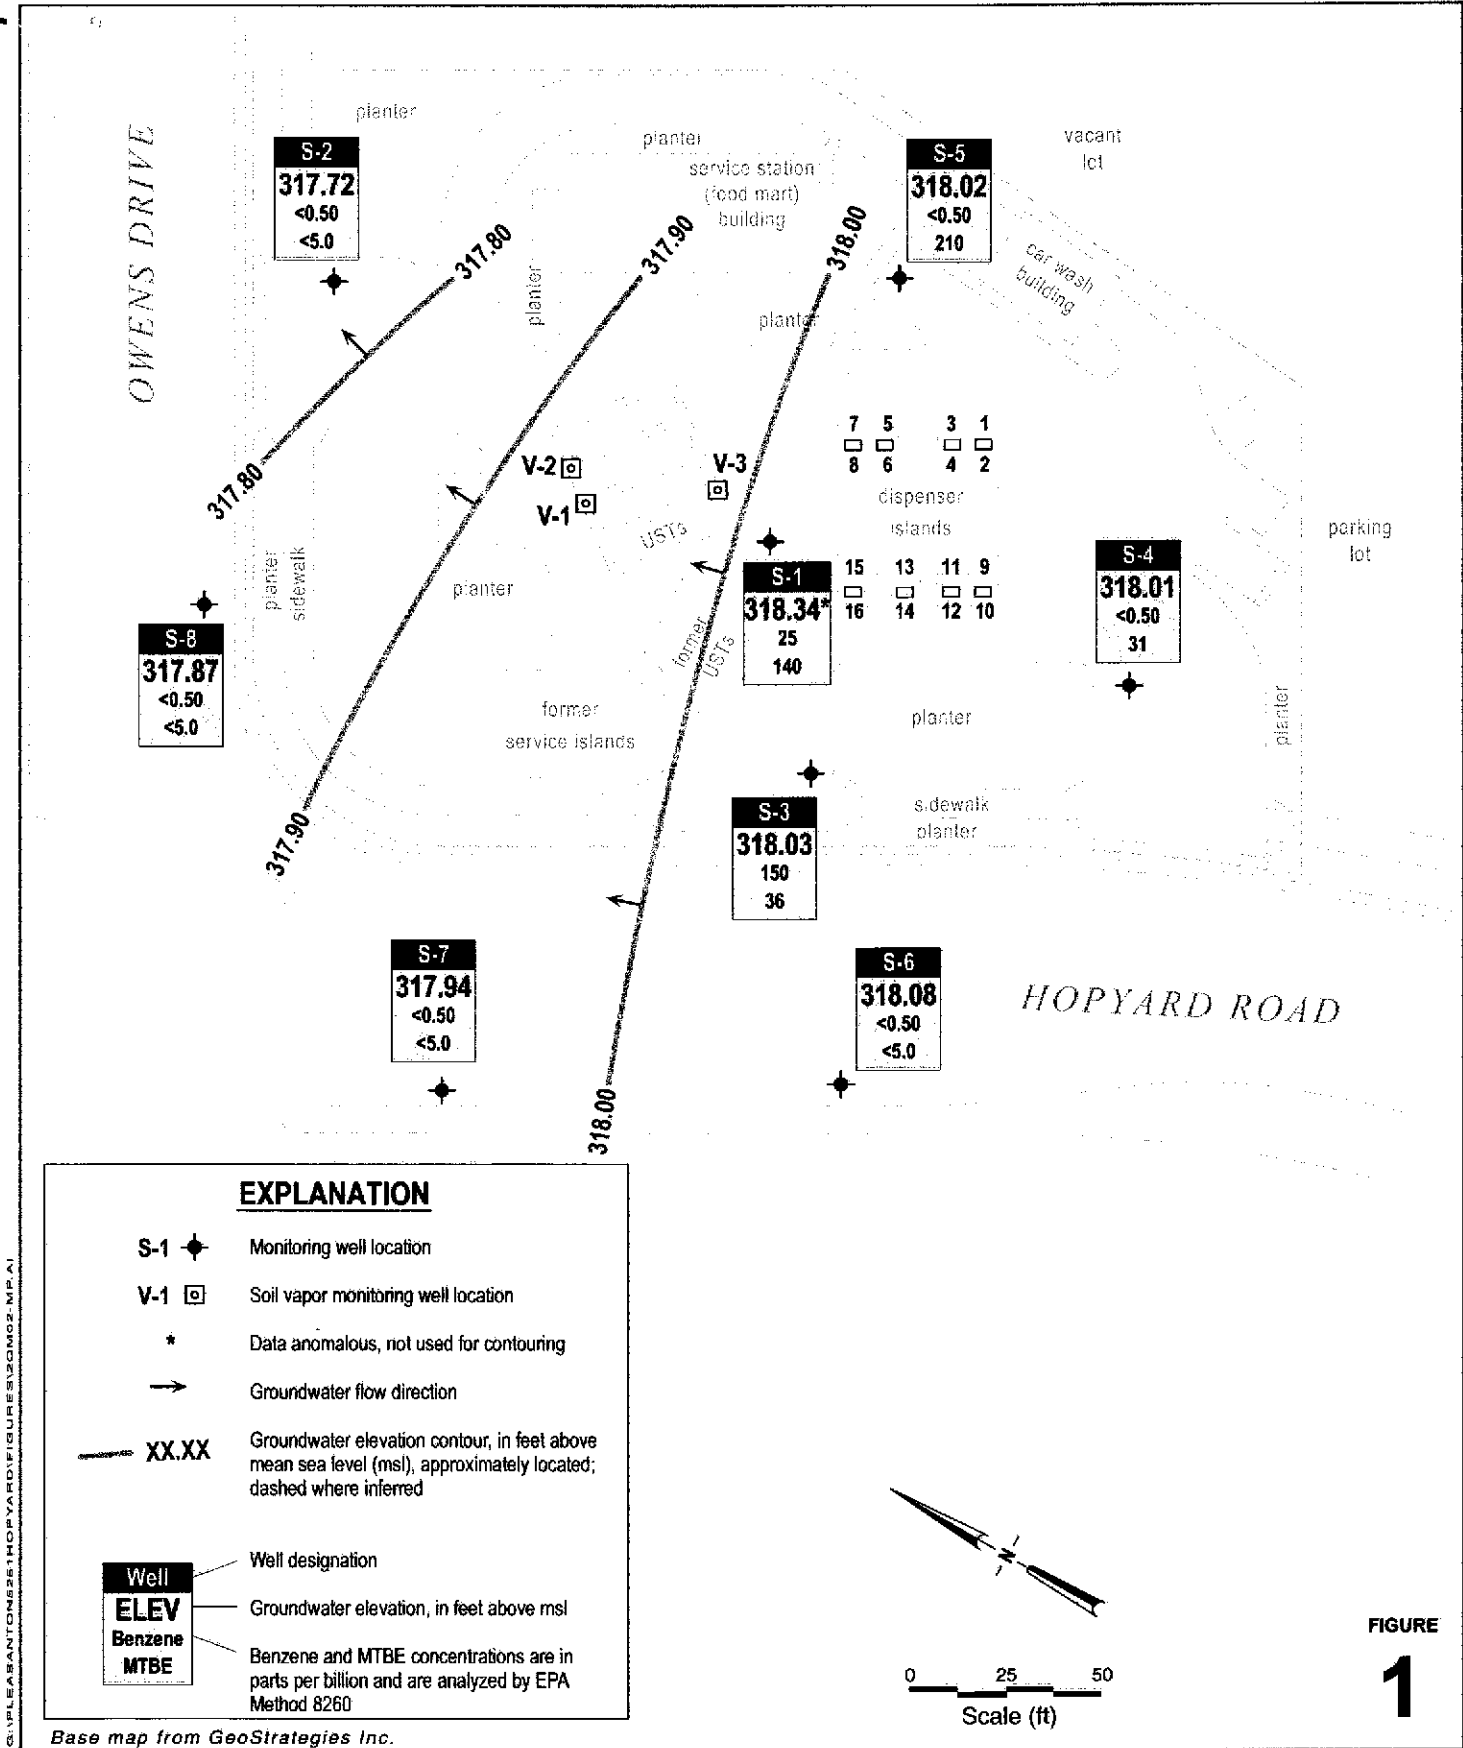 planter
OWENS DRIVE
S-2
317.72
<0.50
<5.0
planter
service station
(food mart)
building
S-5
318.02
<0.50
210
vacant
lot
317.80
317.90
318.00
planter
car wash
building
planter
7 5 3 1
8 6 4 2
dispenser
islands
V-2
V-1
V-3
317.80
USTs
parking
lot
planter
sidewalk
planter
S-1
318.34*
25
140
15 13 11 9
16 14 12 10
S-4
318.01
<0.50
31
S-8
317.87
<0.50
<5.0
former
USTs
former
service islands
planter
planter
317.90
S-3
318.03
150
36
sidewalk
planter
S-7
317.94
<0.50
<5.0
S-6
318.08
<0.50
<5.0
HOPYARD ROAD
318.00
EXPLANATION
S-1 Monitoring well location
V-1 Soil vapor monitoring well location
* Data anomalous, not used for contouring
Groundwater flow direction
XX.XX Groundwater elevation contour, in feet above
mean sea level (msl), approximately located;
dashed where inferred
Well
ELEV
Benzene
MTBE
Well designation
Groundwater elevation, in feet above msl
Benzene and MTBE concentrations are in
parts per billion and are analyzed by EPA
Method 8260
N
0 25 50
Scale (ft)
FIGURE
1
Base map from GeoStrategies Inc.
G:\PLEASANTON5251HOPYARD\FIGURES\2QM02-MP.AI